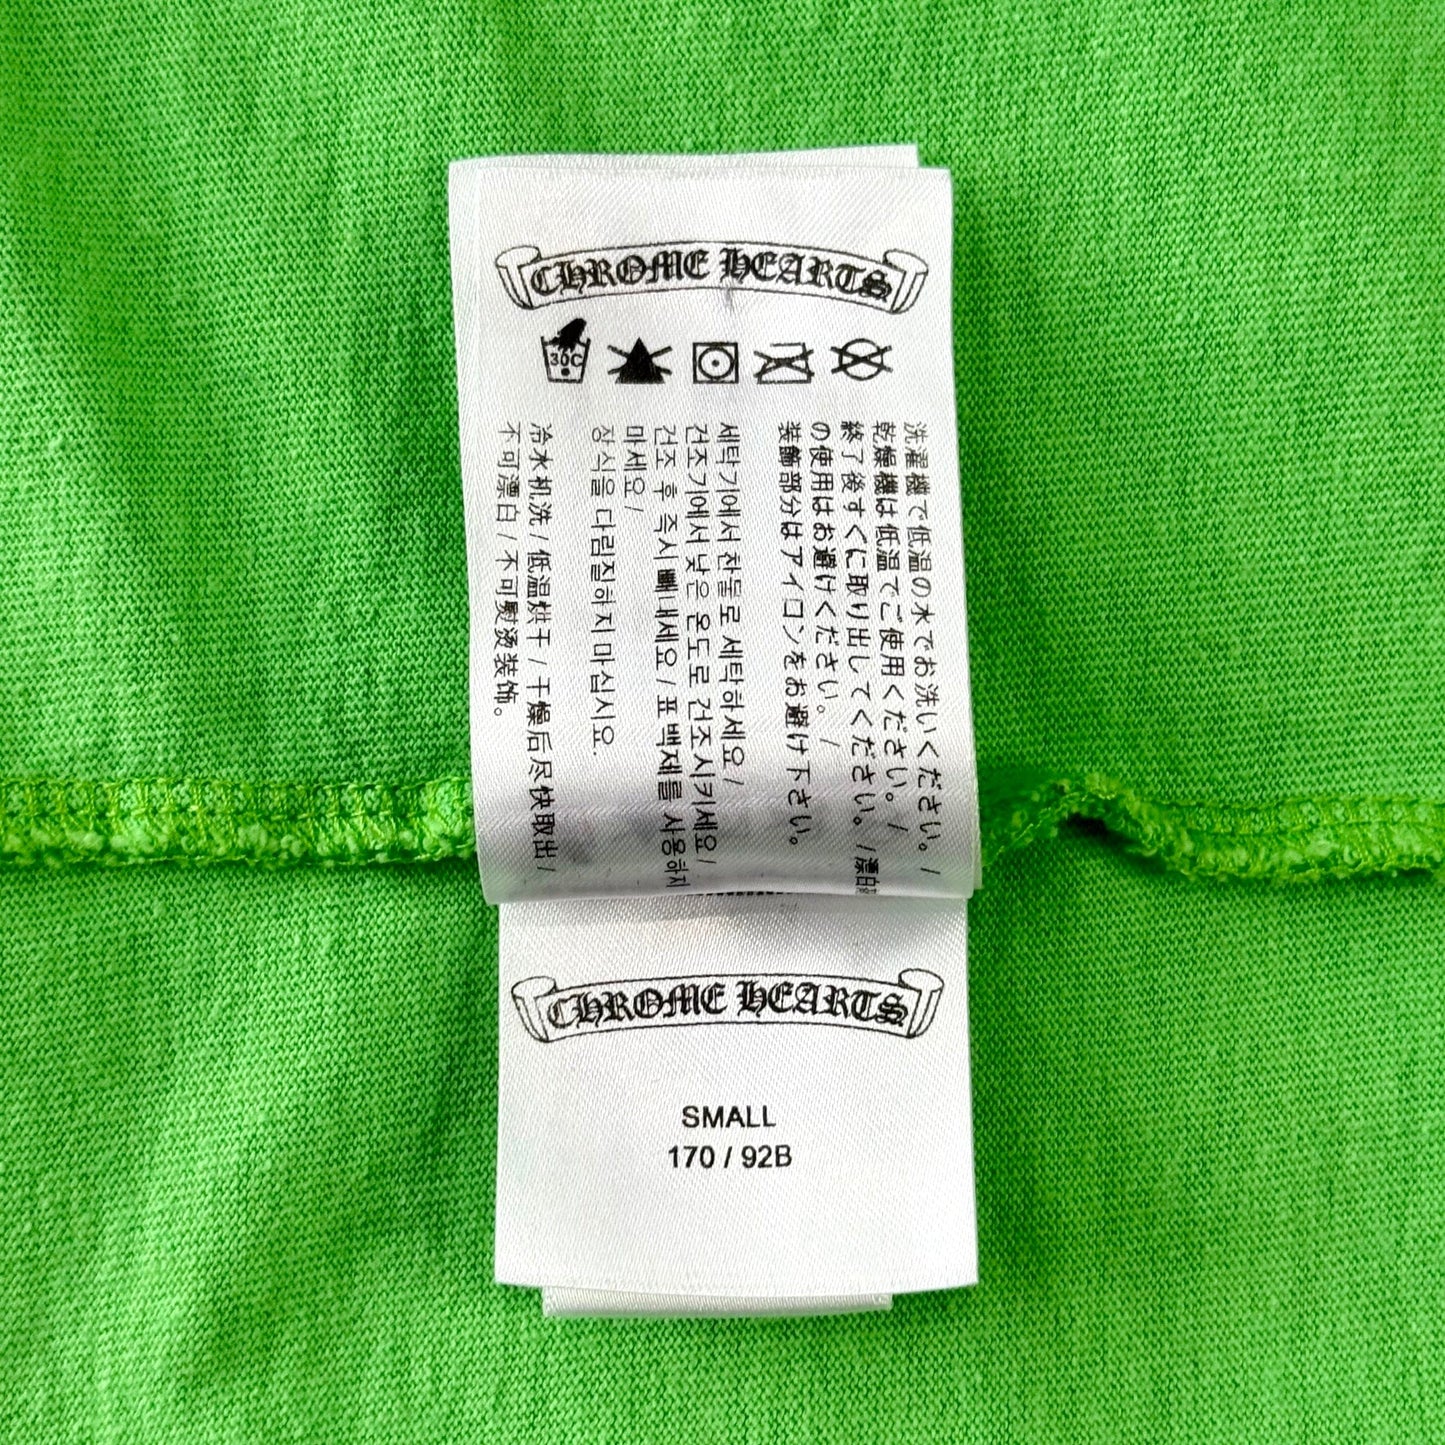 CHROME HEARTS
30C
洗濯機で低温の水でお洗いください。/
乾燥機は低温でご使用ください。/
終了後すぐに取り出してください。/漂白剤
の使用はお避けください。/
装飾部分はアイロンをお避け下さい。
세탁기에서 찬물로 세탁하세요/
건조기에서 낮은 온도로 건조시키세요/
건조 후 즉시 빼내세요/표백제를 사용하지
마세요/
장식을 다림질하지마십시요.
冷水机洗/低温烘干/干燥后尽快取出/
不可漂白/不可熨烫装饰。
CHROME HEARTS
SMALL
170 / 92B